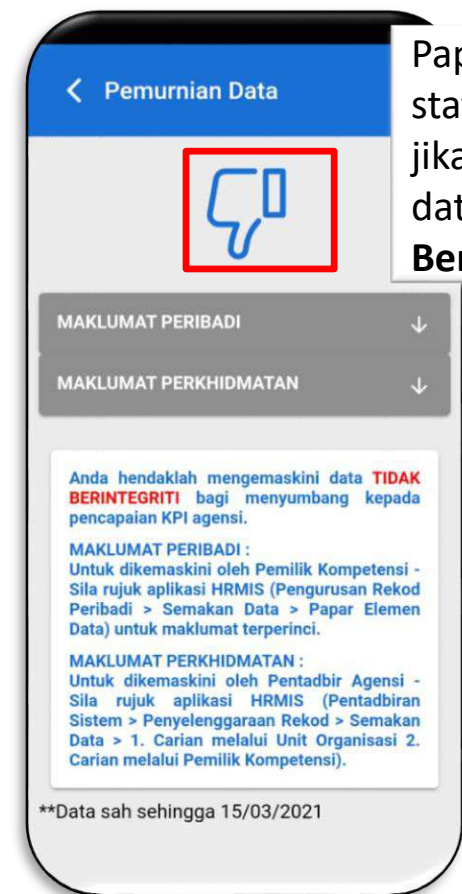 Pemurnian Data
MAKLUMAT PERIBADI
MAKLUMAT PERKHIDMATAN
Anda hendaklah mengemaskini data TIDAK
BERINTEGRITI bagi menyumbang kepada
pencapaian KPI agensi.
MAKLUMAT PERIBADI :
Untuk dikemaskini oleh Pemilik Kompetensi -
Sila rujuk aplikasi HRMIS (Pengurusan Rekod
Peribadi > Semakan Data > Papar Elemen
Data) untuk maklumat terperinci.
MAKLUMAT PERKHIDMATAN :
Untuk dikemaskini oleh Pentadbir Agensi -
Sila rujuk aplikasi HRMIS (Pentadbiran
Sistem > Penyelenggaraan Rekod > Semakan
Data > 1. Carian melalui Unit Organisasi 2.
Carian melalui Pemilik Kompetensi).
**Data sah sehingga 15/03/2021
jika